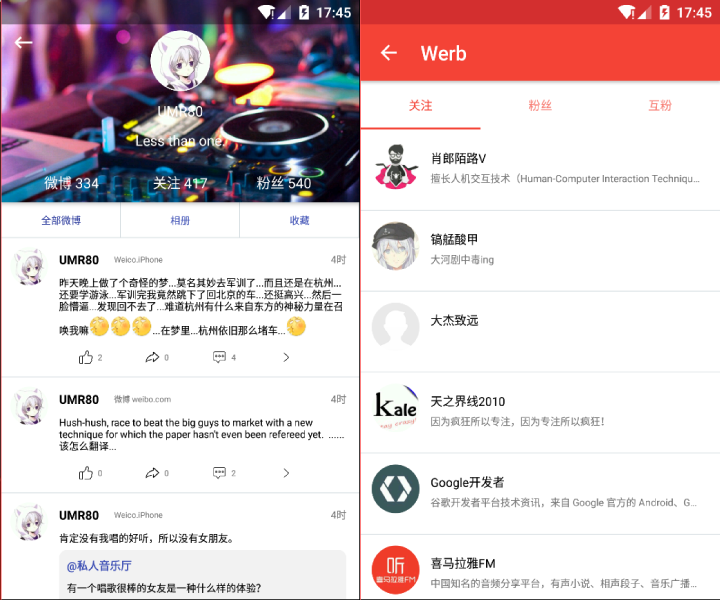 17:45
UMR80
Less than one.
微博 334
关注 417
粉丝 540
全部微博
相册
收藏
UMR80
Weico.iPhone
4时
昨天晚上做了个奇怪的梦...莫名其妙去军训了...而且还是在杭州...
还要学游泳...军训完我竟然跳下了回北京的车...还挺高兴...然后一
脸懵逼...发现回不去了...难道杭州有什么来自东方的神秘力量在召
唤我嘛...在梦里...杭州依旧那么堵车...
2
0
4
UMR80
微博 weibo.com
4时
Hush-hush, race to beat the big guys to market with a new
technique for which the paper hasn't even been refereed yet. ......
该怎么翻译...
0
0
2
UMR80
Weico.iPhone
4时
肯定没有我唱的好听，所以没有女朋友。
@私人音乐厅
有一个唱歌很棒的女友是一种什么样的体验?
17:45
Werb
关注
粉丝
互粉
肖郎陌路V
擅长人机交互技术（Human-Computer Interaction Techniqu...
镐艋酸甲
大河剧中毒ing
大杰致远
Kale
say crazy!
天之界线2010
因为疯狂所以专注，因为专注所以疯狂！
Google开发者
谷歌开发者平台技术资讯，来自 Google 官方的 Android、G...
听
喜马拉雅FM
喜马拉雅FM
中国知名的音频分享平台，有声小说、相声段子、音乐广播...